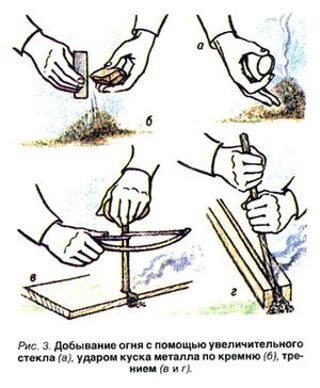 б
а
в
г
Рис. 3. Добывание огня с помощью увеличительного
стекла (а), ударом куска металла по кремню (б), тре-
нием (в и г).